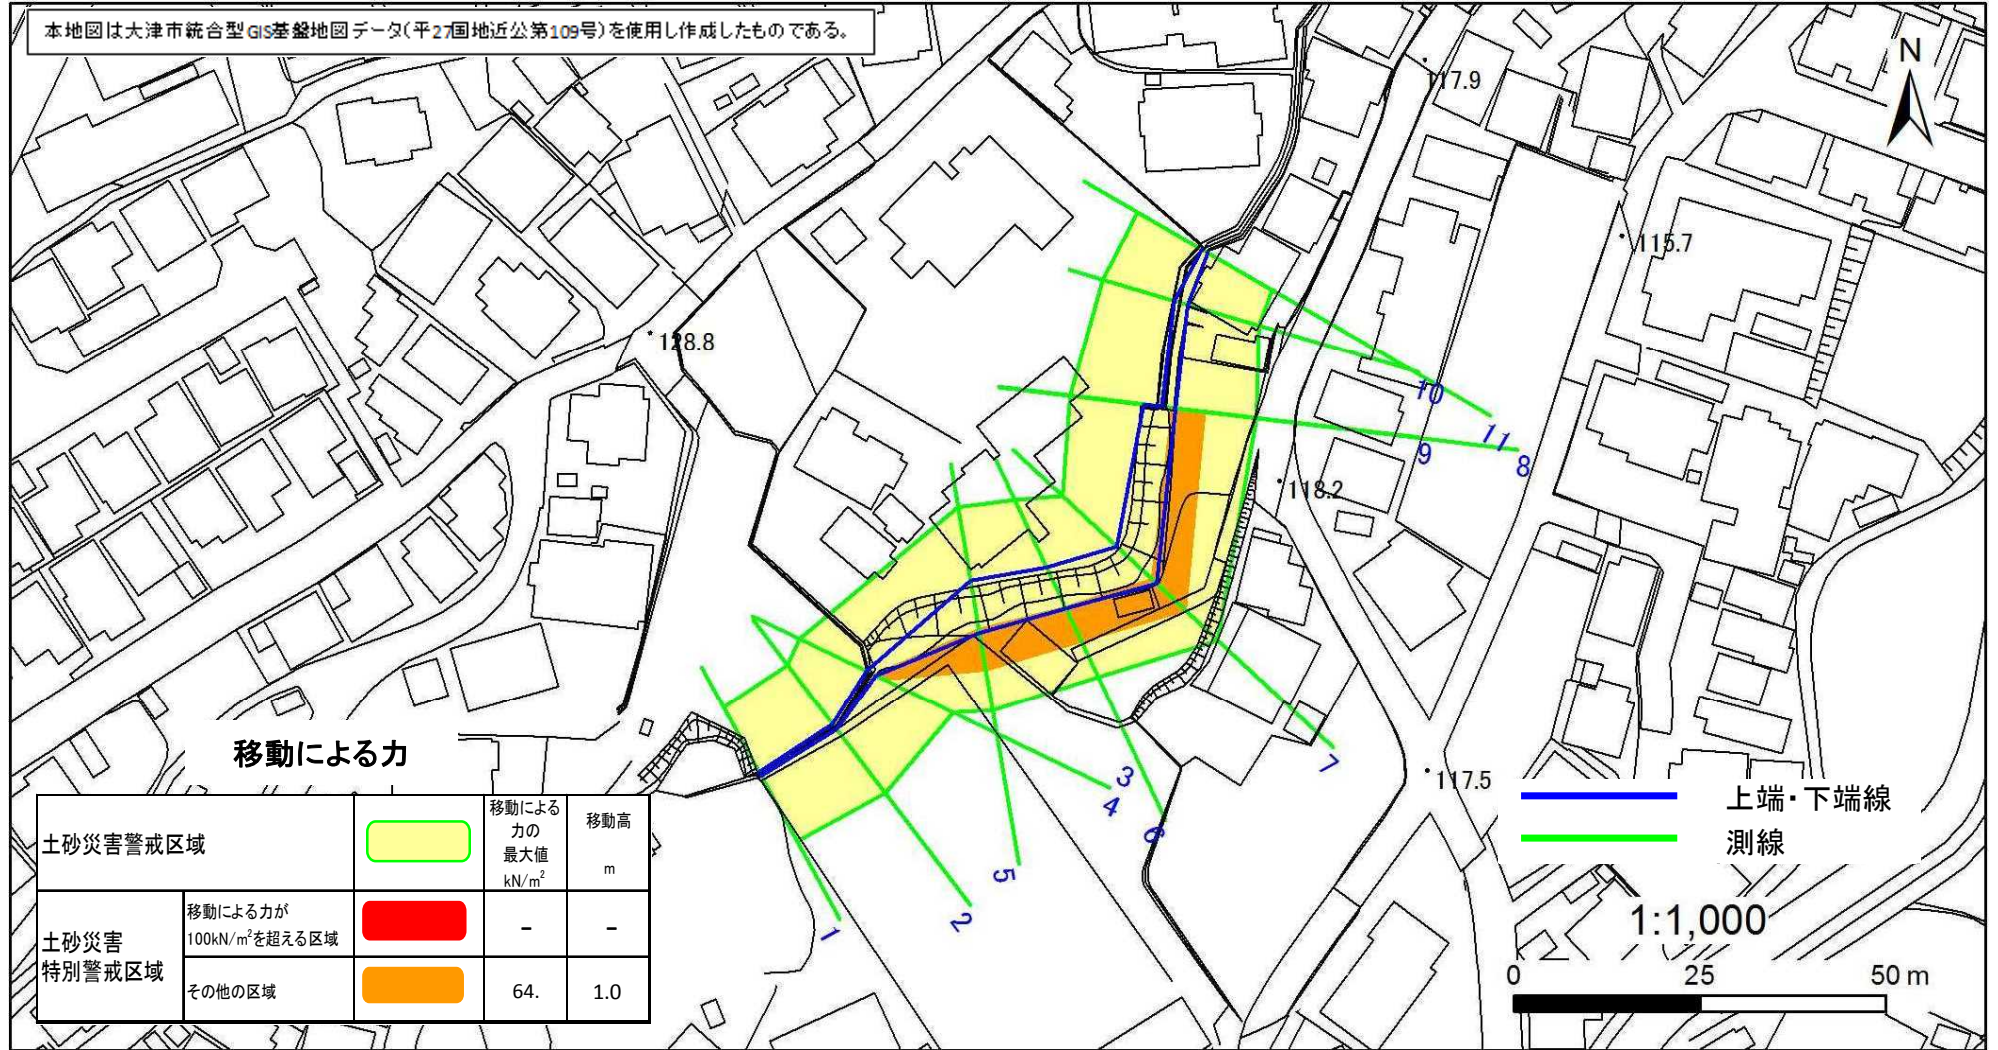 本地図は大津市統合型GIS基盤地図データ(平27国地近公第109号)を使用し作成したものである。
N
117.9
115.7
128.8
10
11
9
8
118.2
7
3
4
6
117.5
5
2
1
移動による力
土砂災害警戒区域
移動による
力の
最大値
kN/m²
移動高
m
土砂災害
特別警戒区域
移動による力が
100kN/m²を超える区域
-
-
その他の区域
64.
1.0
上端・下端線
測線
1:1,000
0
25
50 m